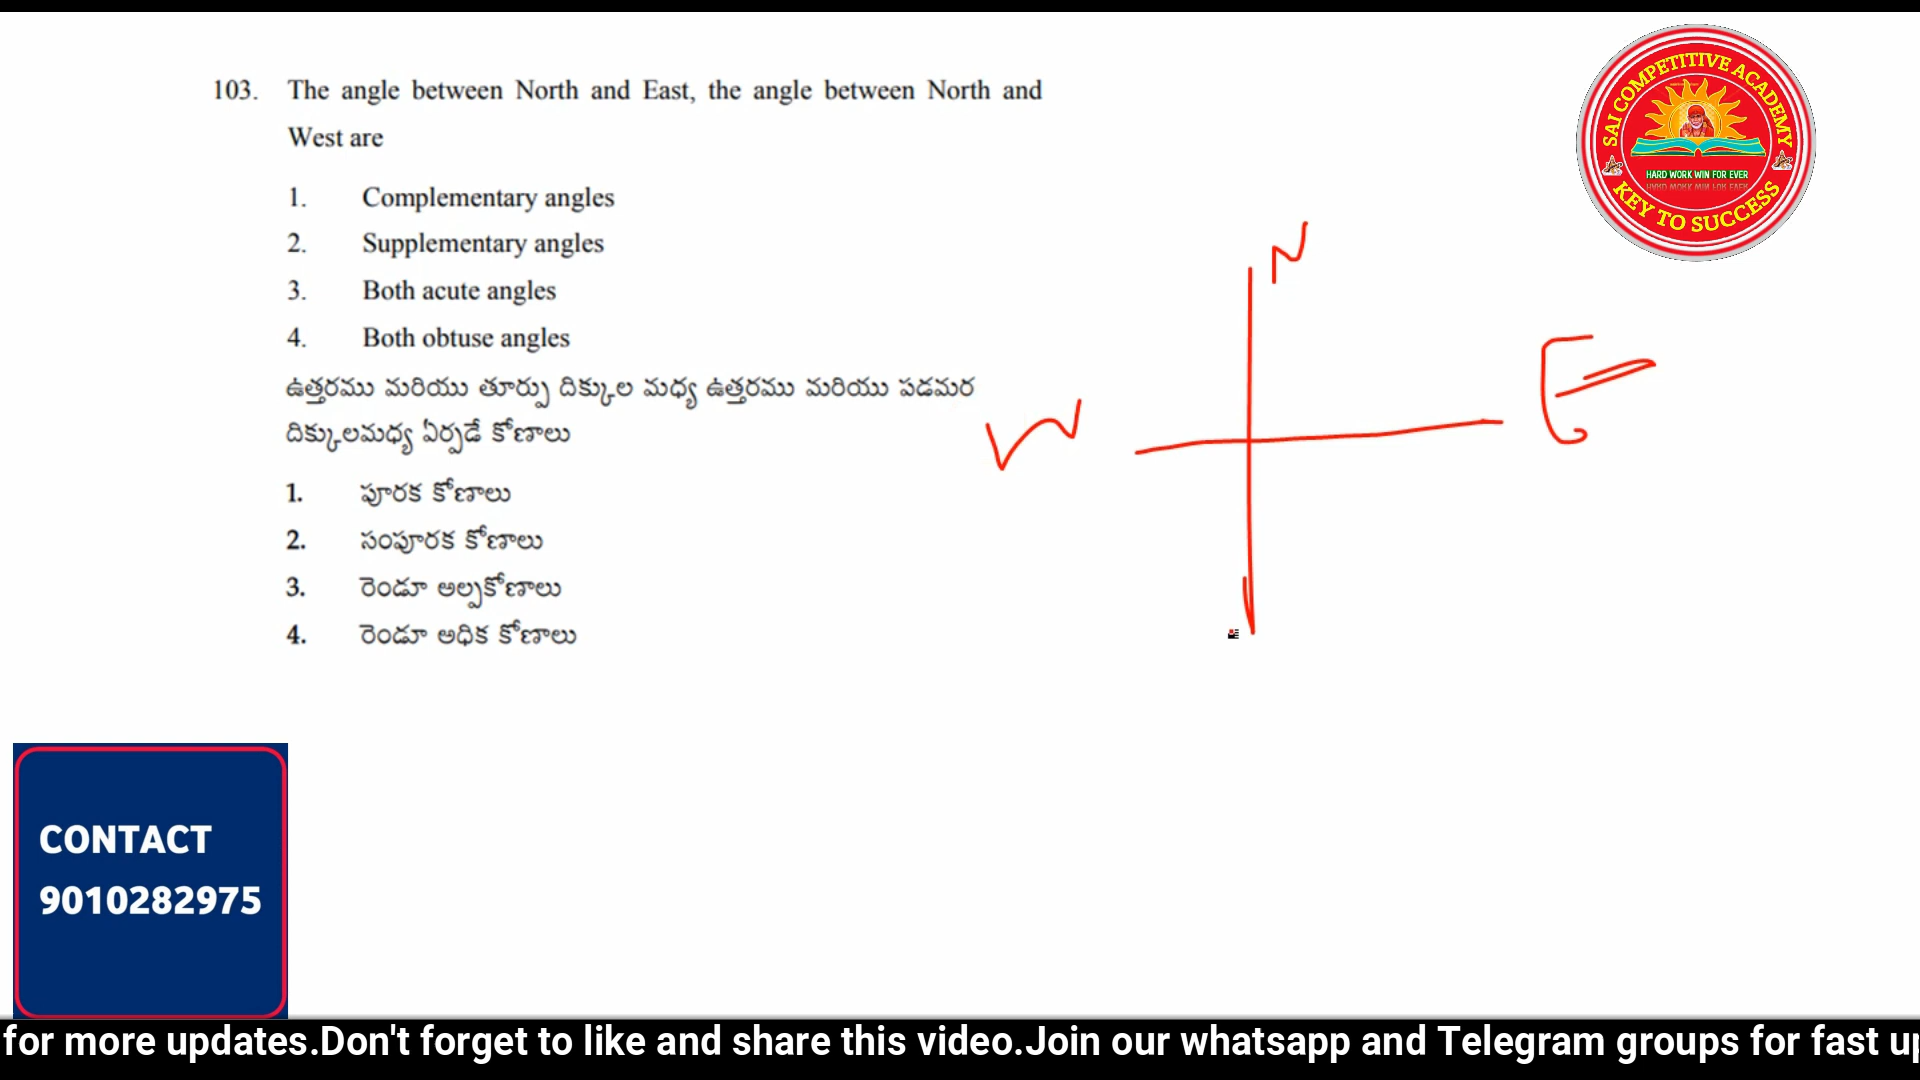 103. The angle between North and East, the angle between North and
West are
1. Complementary angles
2. Supplementary angles
3. Both acute angles
4. Both obtuse angles
ఉత్తరము మరియు తూర్పు దిక్కుల మధ్య ఉత్తరము మరియు పడమర
దిక్కులమధ్య ఏర్పడే కోణాలు
1. పూరక కోణాలు
2. సంపూరక కోణాలు
3. రెండూ అల్పకోణాలు
4. రెండూ అధిక కోణాలు
N
E
W
SAI COMPETITIVE ACADEMY
HARD WORK WIN FOR EVER
KEY TO SUCCESS
CONTACT
9010282975
for more updates.Don't forget to like and share this video.Join our whatsapp and Telegram groups for fast